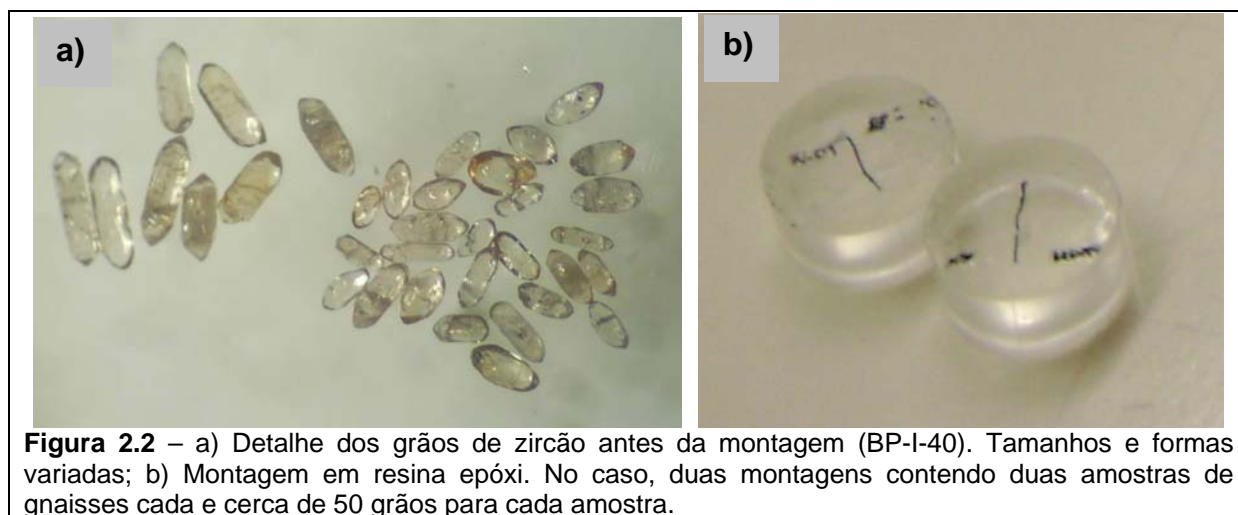 a)
b)
Figura 2.2 – a) Detalhe dos grãos de zircão antes da montagem (BP-I-40). Tamanhos e formas
variadas; b) Montagem em resina epóxi. No caso, duas montagens contendo duas amostras de
gnaisses cada e cerca de 50 grãos para cada amostra.